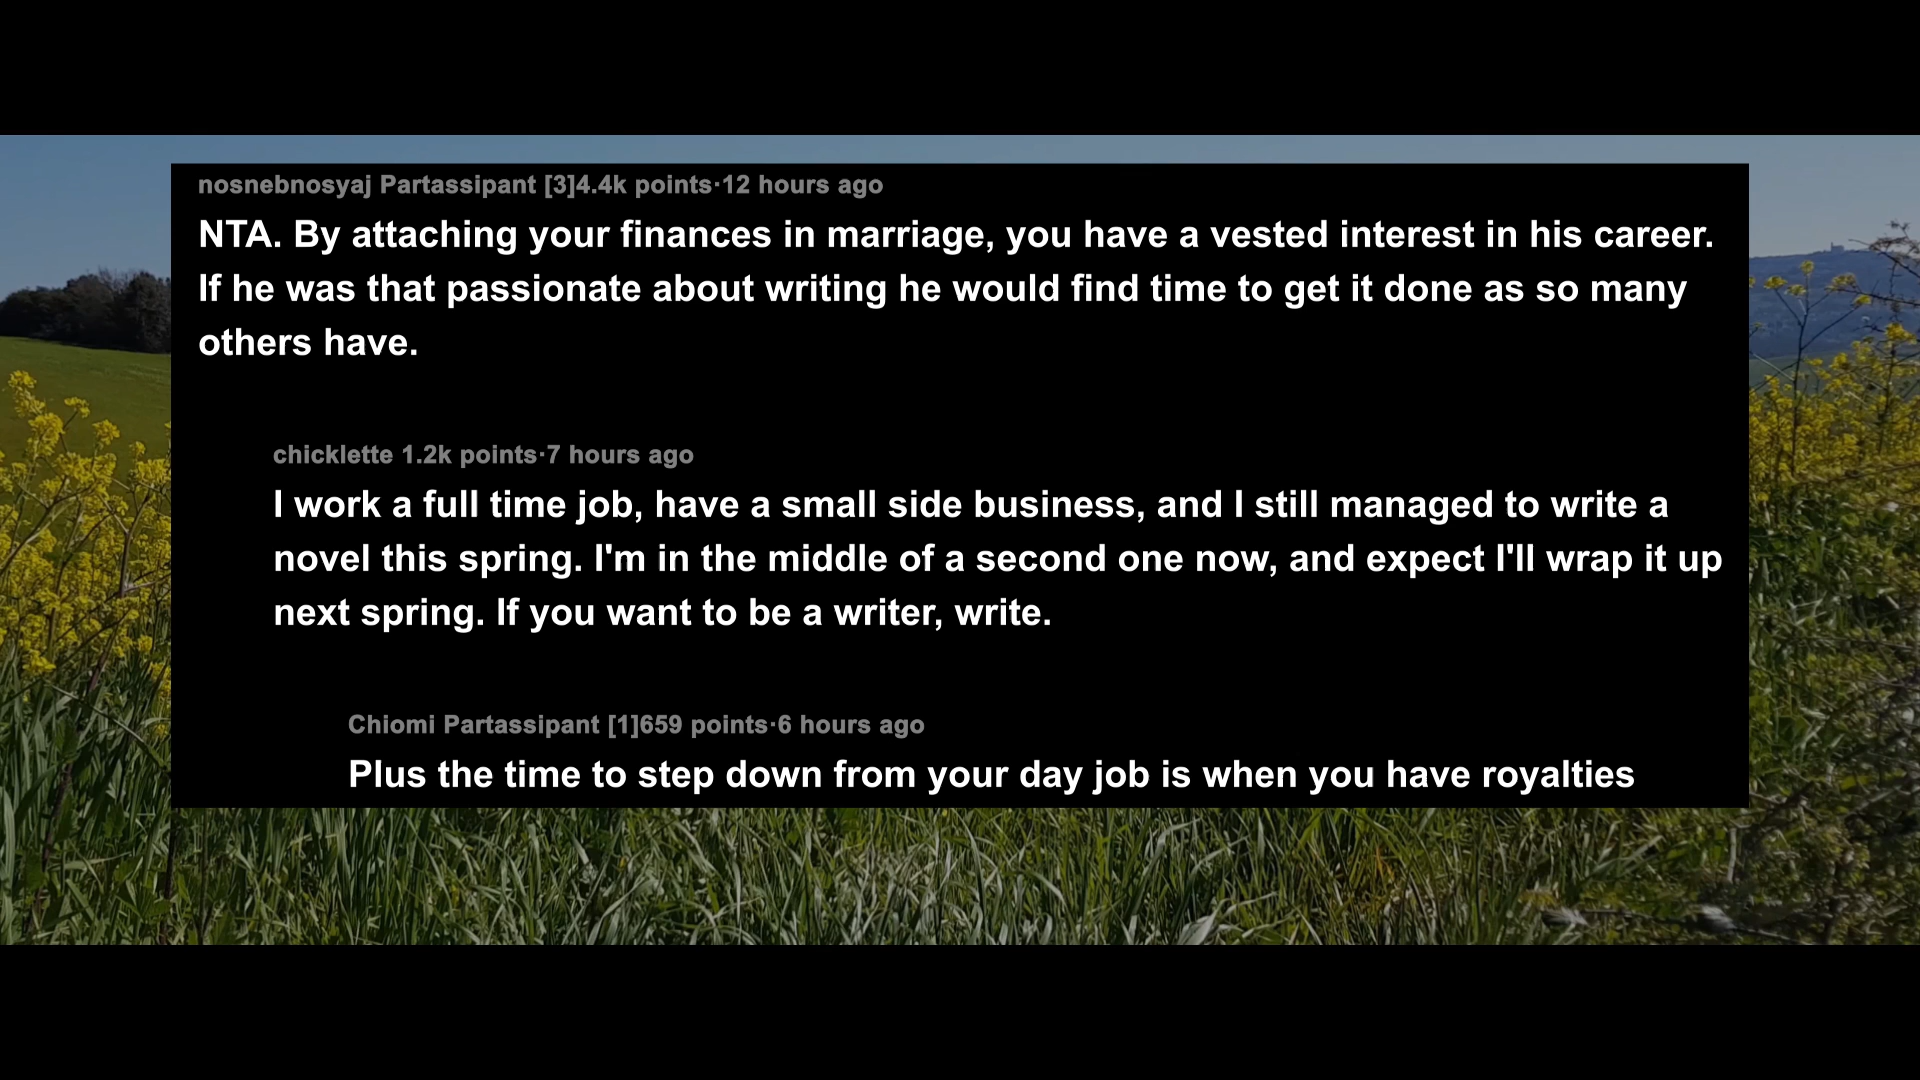 nosnebnosyaj Partassipant [3]4.4k points·12 hours ago
NTA. By attaching your finances in marriage, you have a vested interest in his career.
If he was that passionate about writing he would find time to get it done as so many
others have.
chicklette 1.2k points·7 hours ago
I work a full time job, have a small side business, and I still managed to write a
novel this spring. I'm in the middle of a second one now, and expect I'll wrap it up
next spring. If you want to be a writer, write.
Chiomi Partassipant [1]659 points·6 hours ago
Plus the time to step down from your day job is when you have royalties